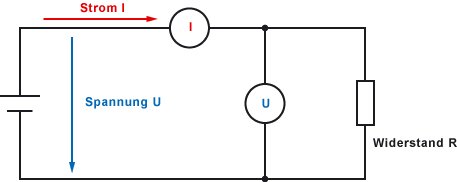 Strom I
I
Spannung U
U
Widerstand R